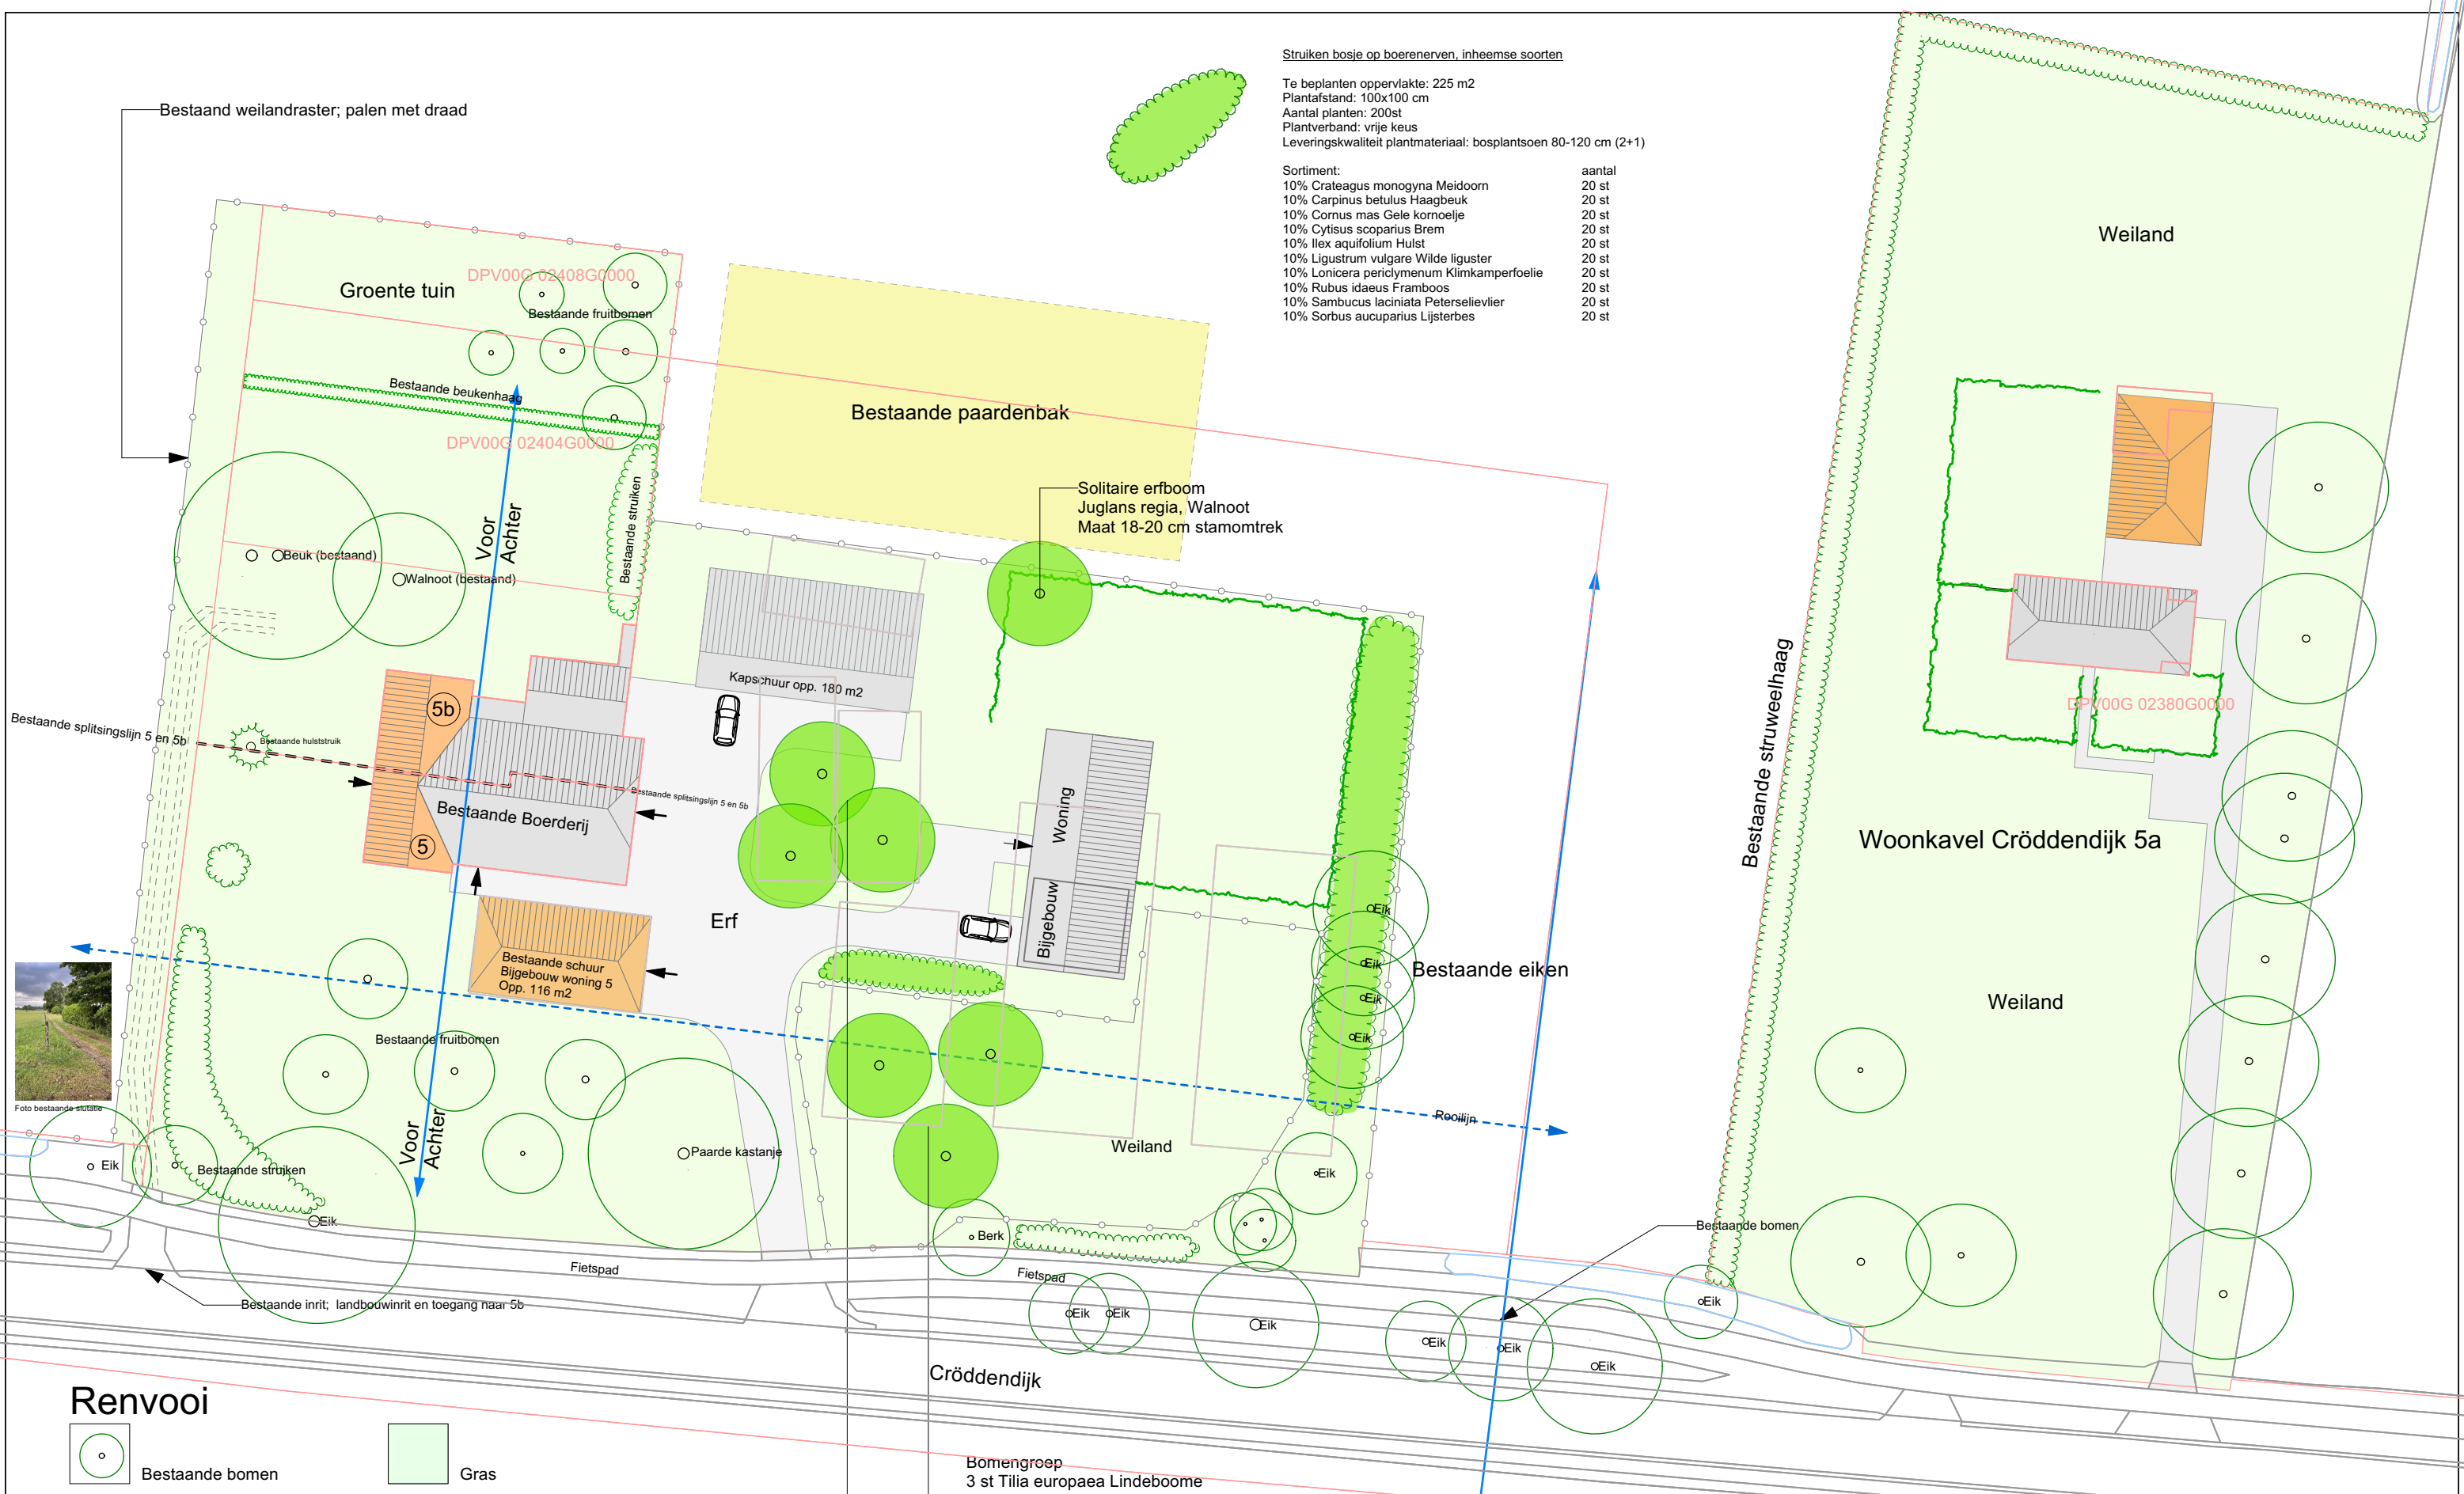 Struiken bosje op boerenerven, inheemse soorten
Te beplanten oppervlakte: 225 m2
Plantafstand: 100x100 cm
Aantal planten: 200st
Plantverband: vrije keus
Leveringskwaliteit plantmateriaal: bosplantsoen 80-120 cm (2+1)
Sortiment: aantal
10% Crateagus monogyna Meidoorn 20 st
10% Carpinus betulus Haagbeuk 20 st
10% Cornus mas Gele kornoelje 20 st
10% Cytisus scoparius Brem 20 st
10% Ilex aquifolium Hulst 20 st
10% Ligustrum vulgare Wilde liguster 20 st
10% Lonicera periclymenum Klimkamperfoelie 20 st
10% Rubus idaeus Framboos 20 st
10% Sambucus laciniata Peterselievlier 20 st
10% Sorbus aucuparius Lijsterbes 20 st
Bestaand weilandraster; palen met draad
Groente tuin
DPV00G 02408G0000
Bestaande fruitbomen
Bestaande beukenhaag
DPV00G 02404G0000
Bestaande struiken
Voor
Achter
Beuk (bestaand)
Walnoot (bestaand)
Bestaande paardenbak
Solitaire erfboom
Juglans regia, Walnoot
Maat 18-20 cm stamomtrek
Kapschuur opp. 180 m2
Bestaande splitsingslijn 5 en 5b
Bestaande hulststruik
5b
5
Bestaande splitsingslijn 5 en 5b
Bestaande Boerderij
Woning
Bijgebouw
Erf
Bestaande schuur
Bijgebouw woning 5
Opp. 116 m2
Foto bestaande siutatie
Bestaande fruitbomen
Voor
Achter
Paarde kastanje
Eik
Bestaande struiken
Eik
Eik
Eik
Eik
Eik
Bestaande eiken
Rooilijn
Weiland
Eik
Berk
Fietspad
Fietspad
Bestaande inrit; landbouwinrit en toegang naar 5b
Eik
Eik
Eik
Eik
Eik
Eik
Eik
Bestaande bomen
Cröddendijk
Weiland
Bestaande struweelhaag
DPV00G 02380G0000
Woonkavel Cröddendijk 5a
Weiland
Renvooi
Bestaande bomen
Gras
Bomengroep
3 st Tilia europaea Lindeboome